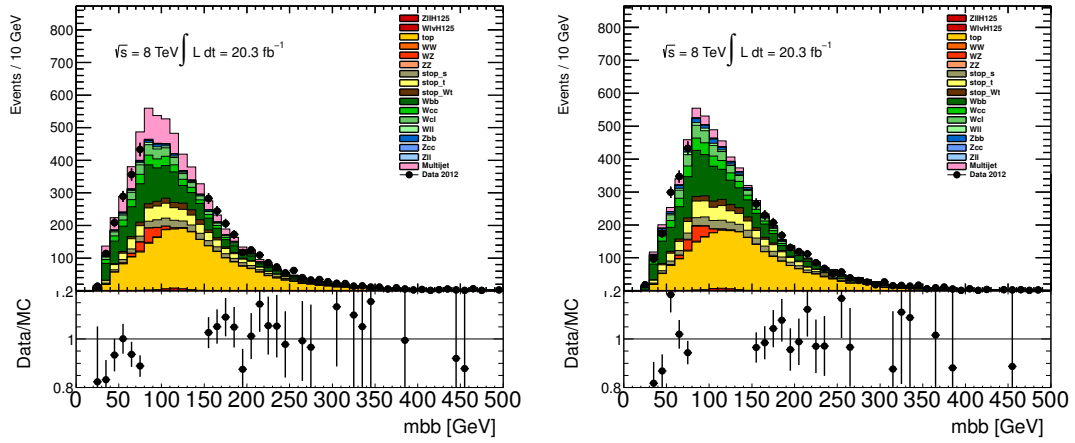 Events / 10 GeV
800
700
600
500
400
300
200
100
√s = 8 TeV ∫ L dt = 20.3 fb⁻¹
ZllH125
WlvH125
top
WW
WZ
ZZ
stop_s
stop_t
stop_Wt
Wbb
Wcc
Wcl
Wll
Zbb
Zcc
Zll
Multijet
Data 2012
Data/MC
1.2
1
0.8
0 50 100 150 200 250 300 350 400 450 500
mbb [GeV]
Events / 10 GeV
800
700
600
500
400
300
200
100
√s = 8 TeV ∫ L dt = 20.3 fb⁻¹
ZllH125
WlvH125
top
WW
WZ
ZZ
stop_s
stop_t
stop_Wt
Wbb
Wcc
Wcl
Wll
Zbb
Zcc
Zll
Multijet
Data 2012
Data/MC
1.2
1
0.8
0 50 100 150 200 250 300 350 400 450 500
mbb [GeV]